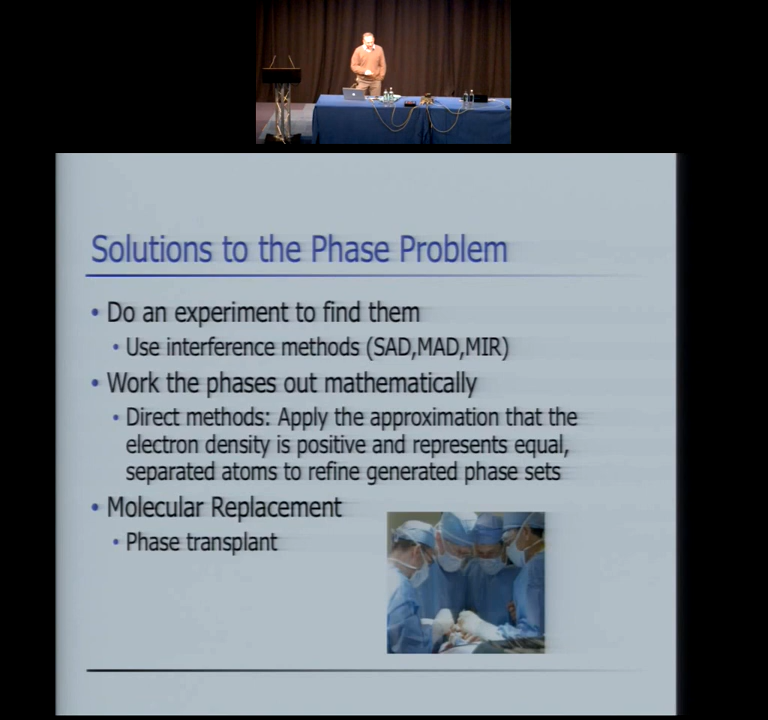 Solutions to the Phase Problem
• Do an experiment to find them
• Use interference methods (SAD,MAD,MIR)
• Work the phases out mathematically
• Direct methods: Apply the approximation that the
electron density is positive and represents equal,
separated atoms to refine generated phase sets
• Molecular Replacement
• Phase transplant